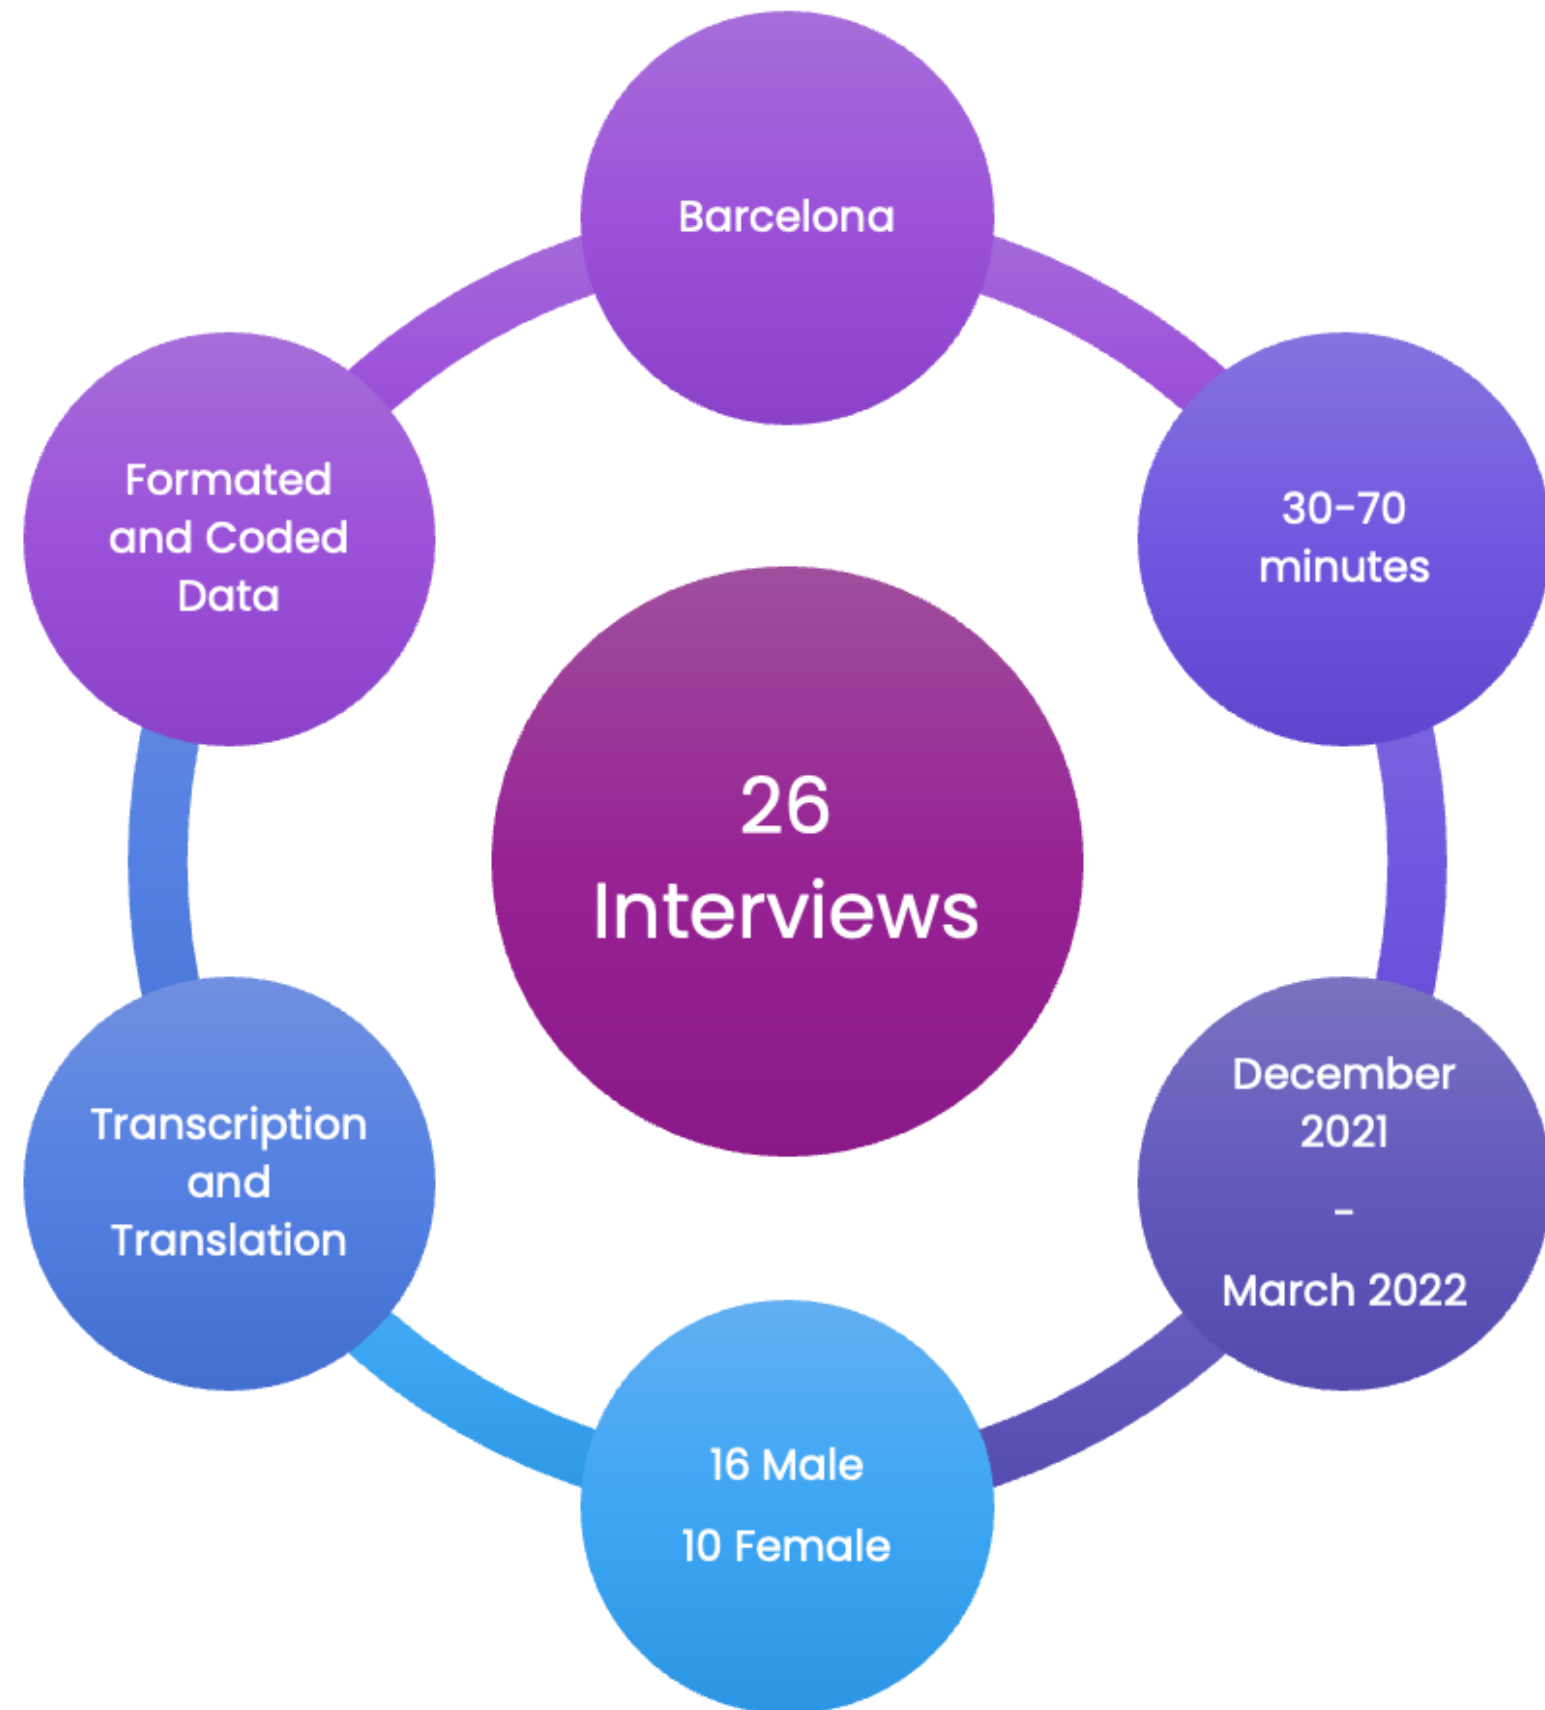 Barcelona
30-70
minutes
December
2021
-
March 2022
16 Male
10 Female
Transcription
and
Translation
Formated
and Coded
Data
26
Interviews